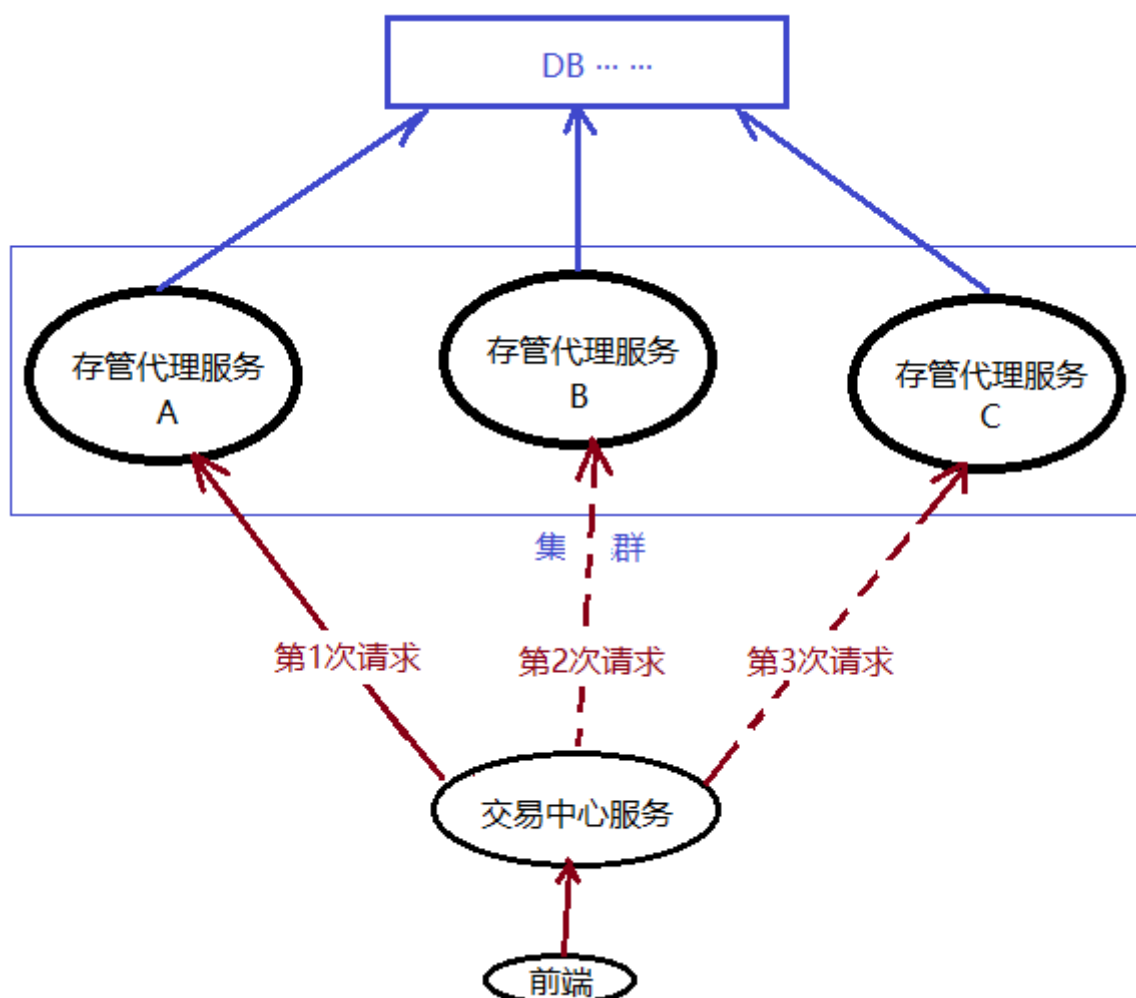 DB ... ...
存管代理服务
A
存管代理服务
B
存管代理服务
C
集 群
第1次请求
第2次请求
第3次请求
交易中心服务
前端